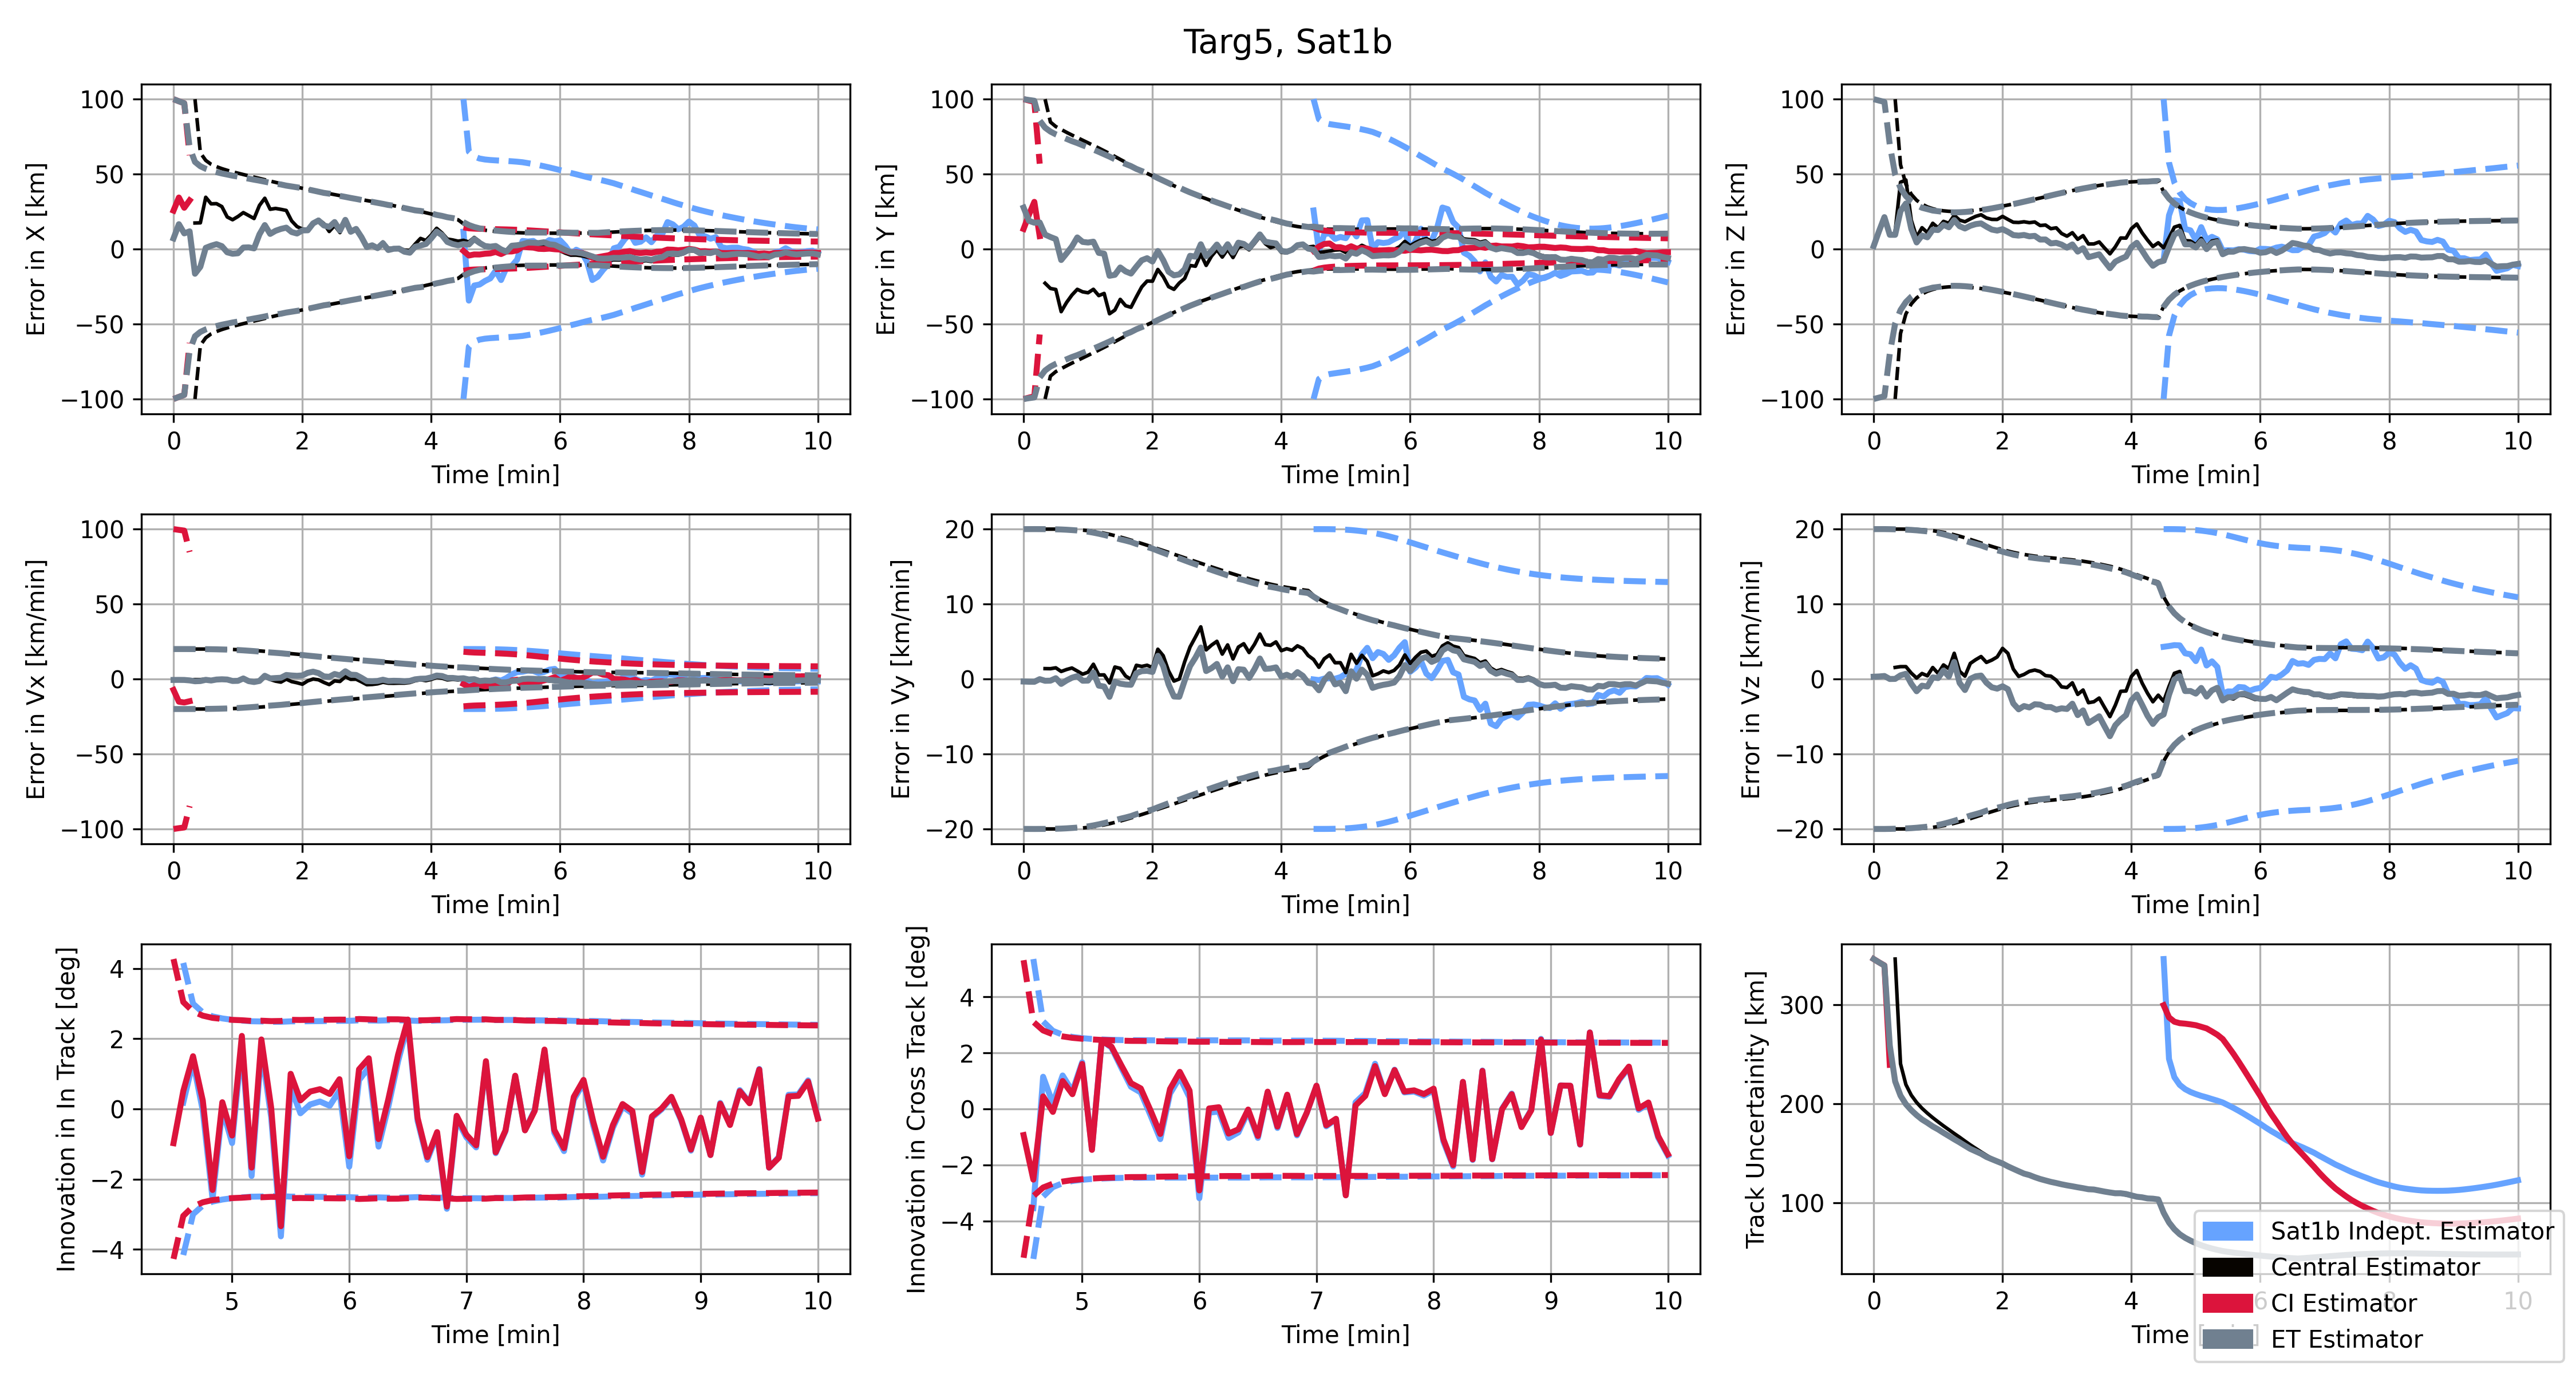 Targ5, Sat1b
Error in X [km]
100
50
0
−50
−100
0 2 4 6 8 10
Time [min]
Error in Y [km]
100
50
0
−50
−100
0 2 4 6 8 10
Time [min]
Error in Z [km]
100
50
0
−50
−100
0 2 4 6 8 10
Time [min]
Error in Vx [km/min]
100
50
0
−50
−100
0 2 4 6 8 10
Time [min]
Error in Vy [km/min]
20
10
0
−10
−20
0 2 4 6 8 10
Time [min]
Error in Vz [km/min]
20
10
0
−10
−20
0 2 4 6 8 10
Time [min]
Innovation in In Track [deg]
4
2
0
−2
−4
5 6 7 8 9 10
Time [min]
Innovation in Cross Track [deg]
4
2
0
−2
−4
5 6 7 8 9 10
Time [min]
Track Uncertainity [km]
300
200
100
0 2 4 6 8 10
Time
Sat1b Indept. Estimator
Central Estimator
CI Estimator
ET Estimator